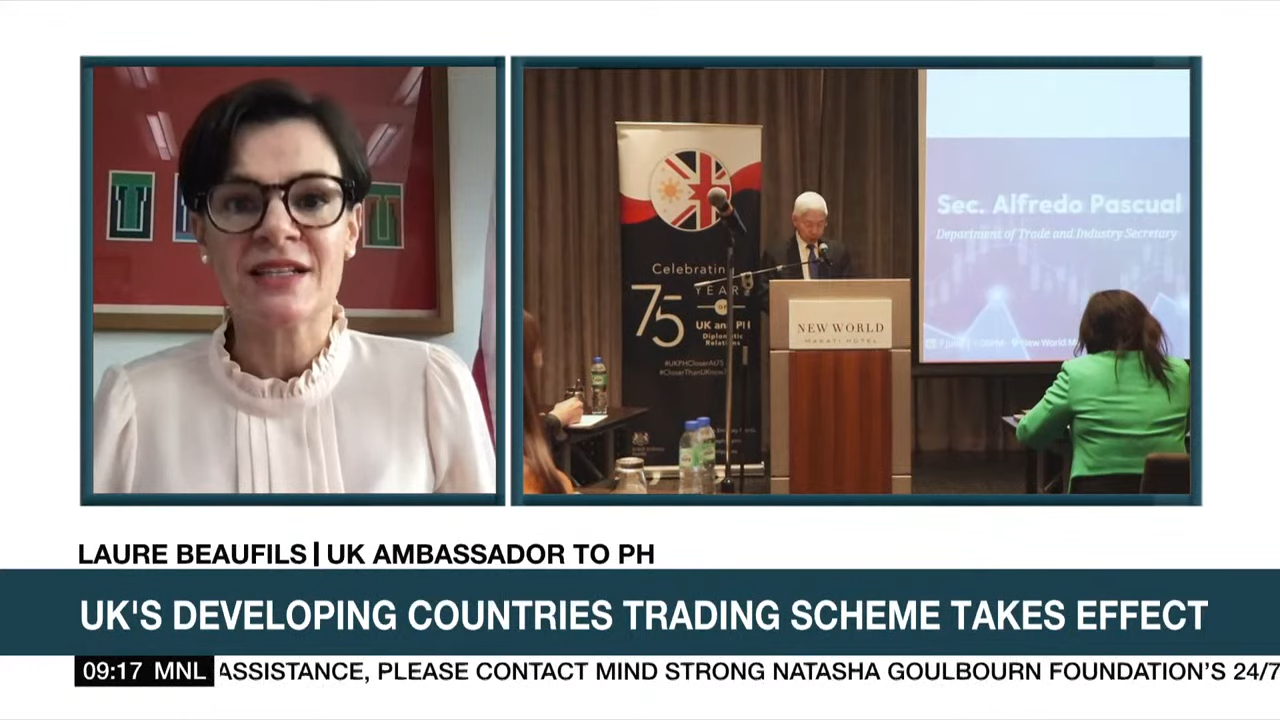 Sec. Alfredo Pascual
Department of Trade and Industry Secretary
Celebrating
75
YEARS
OF
UK and PH
Diplomatic
Relations
#UKPHCloserAt75
NEW WORLD
MAKATI HOTEL
LAURE BEAUFILS | UK AMBASSADOR TO PH
UK'S DEVELOPING COUNTRIES TRADING SCHEME TAKES EFFECT
09:17 MNL ASSISTANCE, PLEASE CONTACT MIND STRONG NATASHA GOULBOURN FOUNDATION'S 24/7